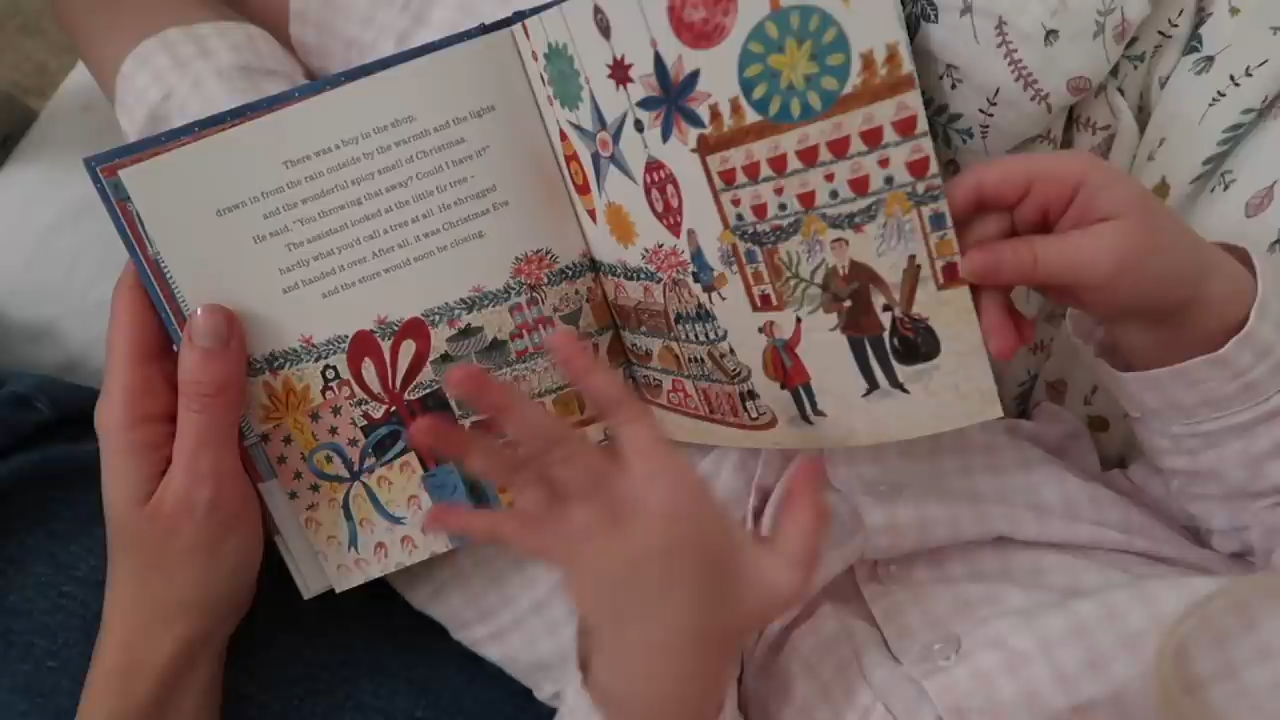 There was a boy in the shop,
drawn in from the rain outside by the warmth and the lights
and the wonderful spicy smell of Christmas.
He said, "You throwing that away? Could I have it?"
The assistant looked at the little fir tree –
hardly what you'd call a tree at all. He shrugged
and handed it over. After all, it was Christmas Eve
and the store would soon be closing.